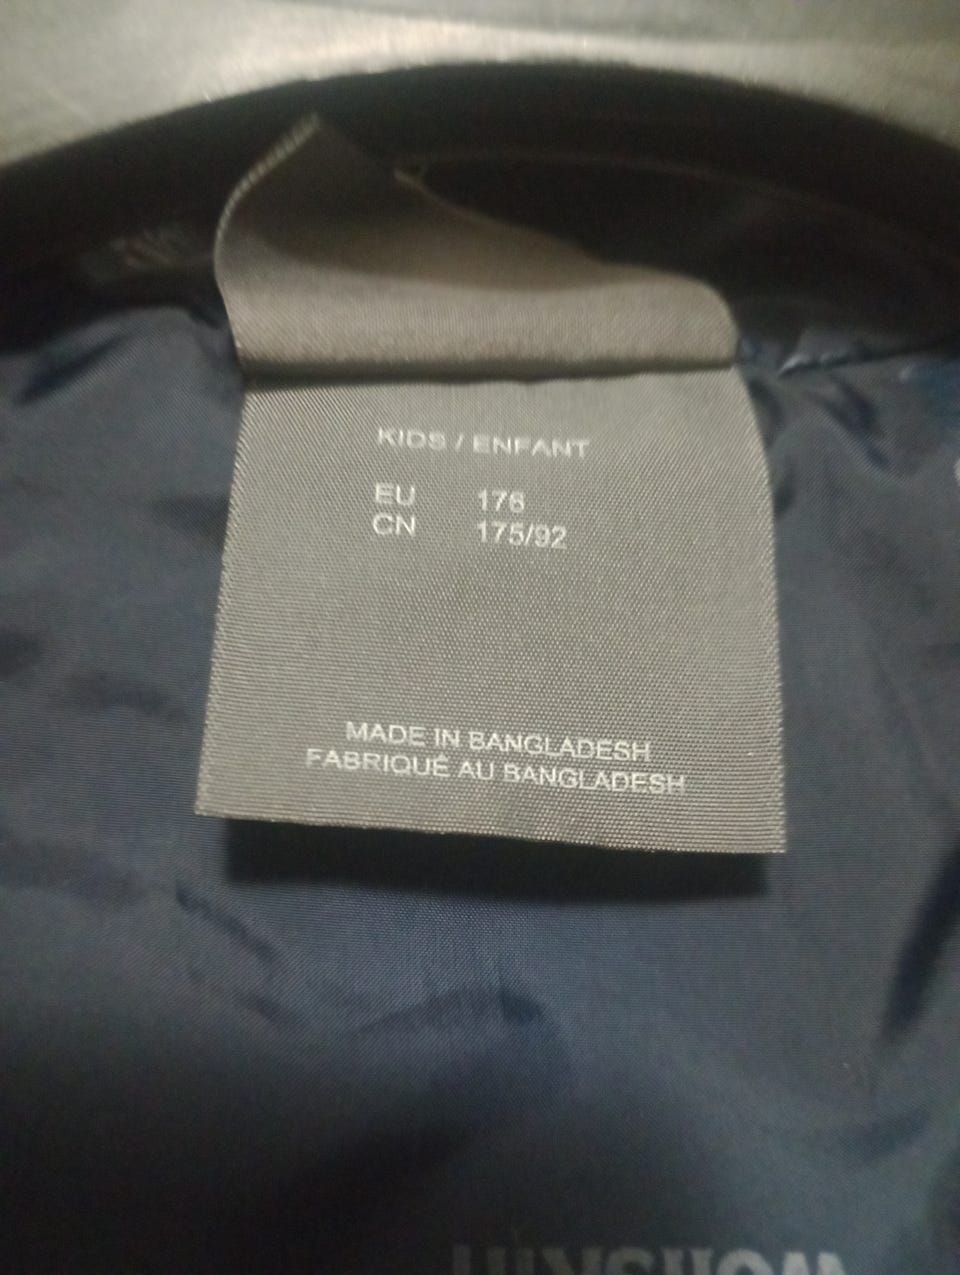 KIDS / ENFANT
EU 176
CN 175/92
MADE IN BANGLADESH
FABRIQUÉ AU BANGLADESH